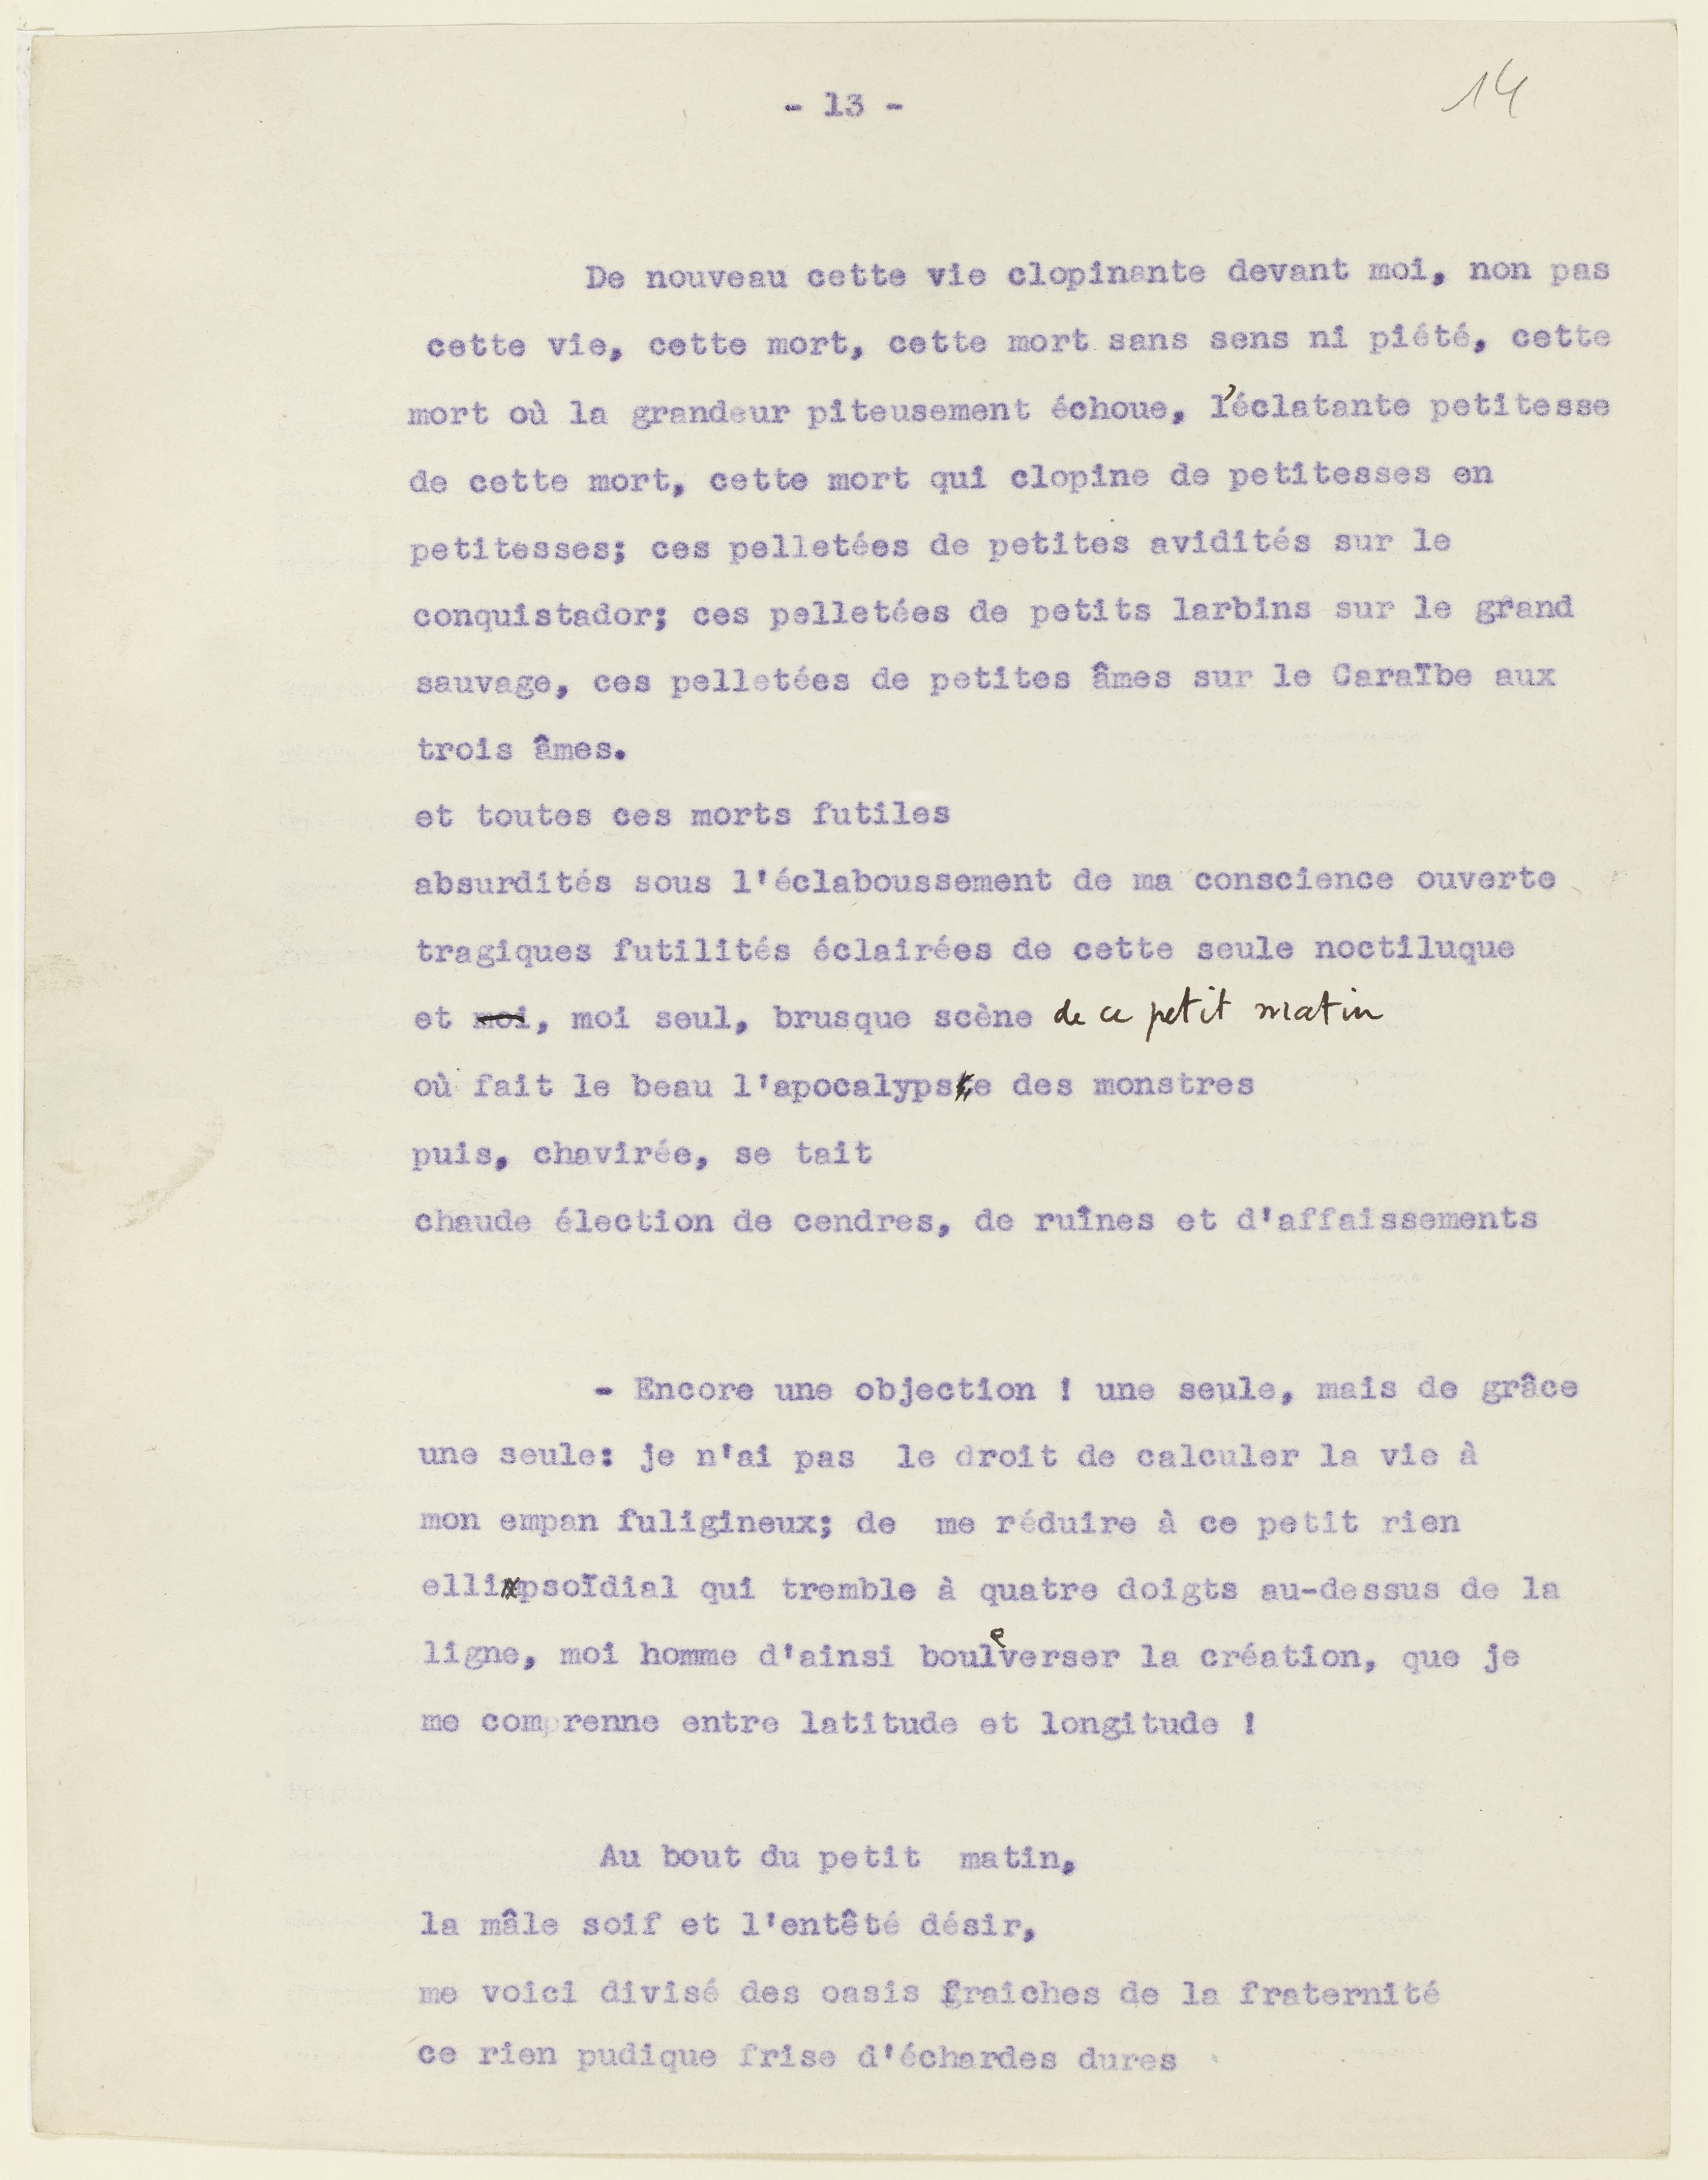 - 13 -
14
De nouveau cette vie clopinante devant moi, non pas
cette vie, cette mort, cette mort sans sens ni piété, cette
mort où la grandeur piteusement échoue, l'éclatante petitesse
de cette mort, cette mort qui clopine de petitesses en
petitesses; ces pelletées de petites avidités sur le
conquistador; ces pelletées de petits larbins sur le grand
sauvage, ces pelletées de petites âmes sur le Caraïbe aux
trois âmes.
et toutes ces morts futiles
absurdités sous l'éclaboussement de ma conscience ouverte
tragiques futilités éclairées de cette seule noctiluque
et moi, moi seul, brusque scène de ce petit matin
où fait le beau l'apocalypse des monstres
puis, chavirée, se tait
chaude élection de cendres, de ruînes et d'affaissements
- Encore une objection ! une seule, mais de grâce
une seule: je n'ai pas le droit de calculer la vie à
mon empan fuligineux; de me réduire à ce petit rien
ellipsoïdial qui tremble à quatre doigts au-dessus de la
ligne, moi homme d'ainsi bouleverser la création, que je
me comprenne entre latitude et longitude !
Au bout du petit matin,
la mâle soif et l'entêté désir,
me voici divisé des oasis fraiches de la fraternité
ce rien pudique frise d'échardes dures